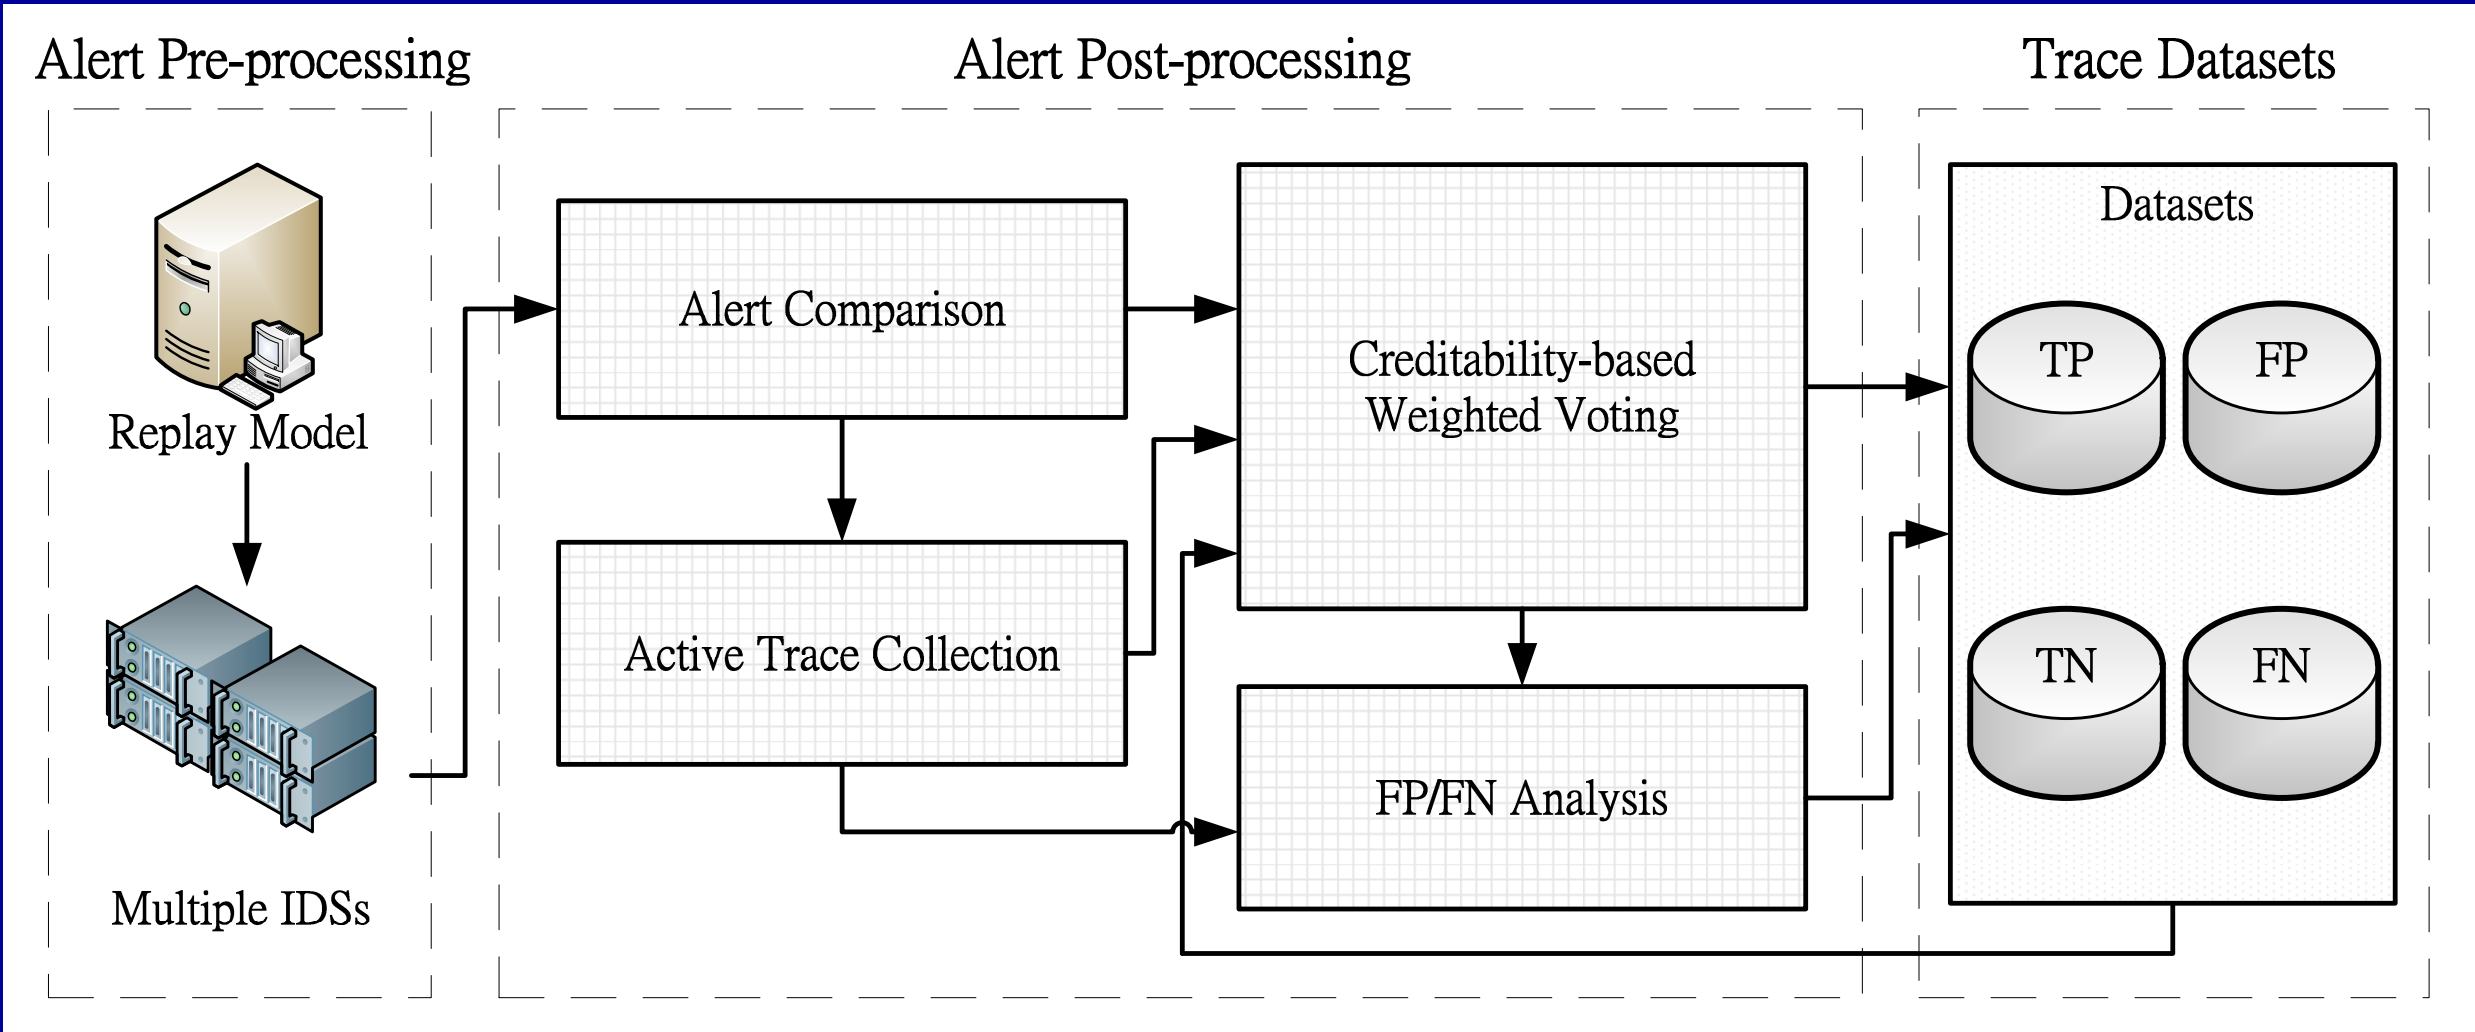 Alert Pre-processing
Alert Post-processing
Trace Datasets
Replay Model
Multiple IDSs
Alert Comparison
Active Trace Collection
Creditability-based
Weighted Voting
FP/FN Analysis
Datasets
TP
FP
TN
FN